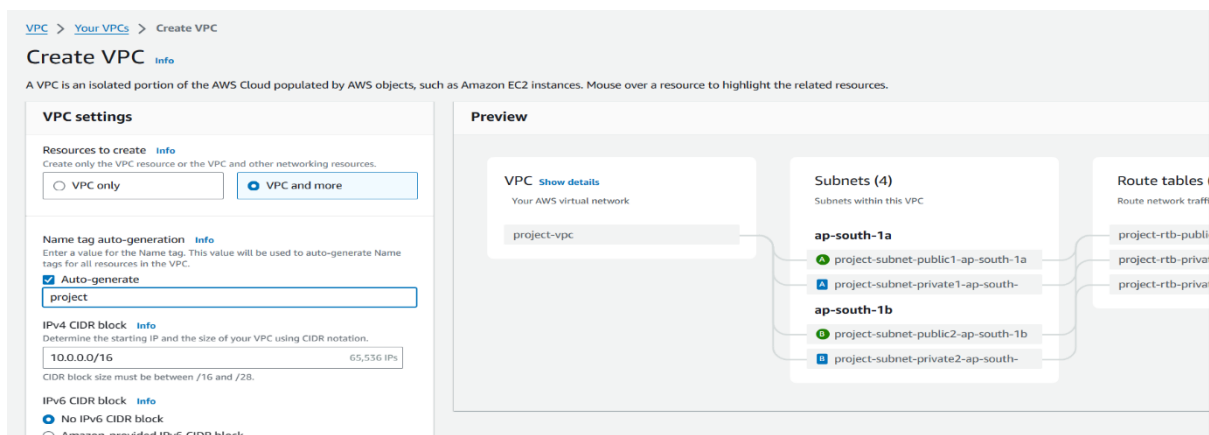 VPC > Your VPCs > Create VPC
Create VPC Info
A VPC is an isolated portion of the AWS Cloud populated by AWS objects, such as Amazon EC2 instances. Mouse over a resource to highlight the related resources.
VPC settings
Resources to create Info
Create only the VPC resource or the VPC and other networking resources.
VPC only
VPC and more
Name tag auto-generation Info
Enter a value for the Name tag. This value will be used to auto-generate Name
tags for all resources in the VPC.
Auto-generate
project
IPv4 CIDR block Info
Determine the starting IP and the size of your VPC using CIDR notation.
10.0.0.0/16 65,536 IPs
CIDR block size must be between /16 and /28.
IPv6 CIDR block Info
No IPv6 CIDR block
Amazon-provided IPv6 CIDR block
Preview
VPC Show details
Your AWS virtual network
project-vpc
Subnets (4)
Subnets within this VPC
ap-south-1a
A project-subnet-public1-ap-south-1a
A project-subnet-private1-ap-south-
ap-south-1b
B project-subnet-public2-ap-south-1b
B project-subnet-private2-ap-south-
Route tables (
Route network traffi
project-rtb-publi
project-rtb-privat
project-rtb-privat